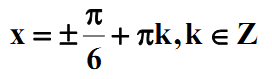 x = ± π/6 + πk, k ∈ Z